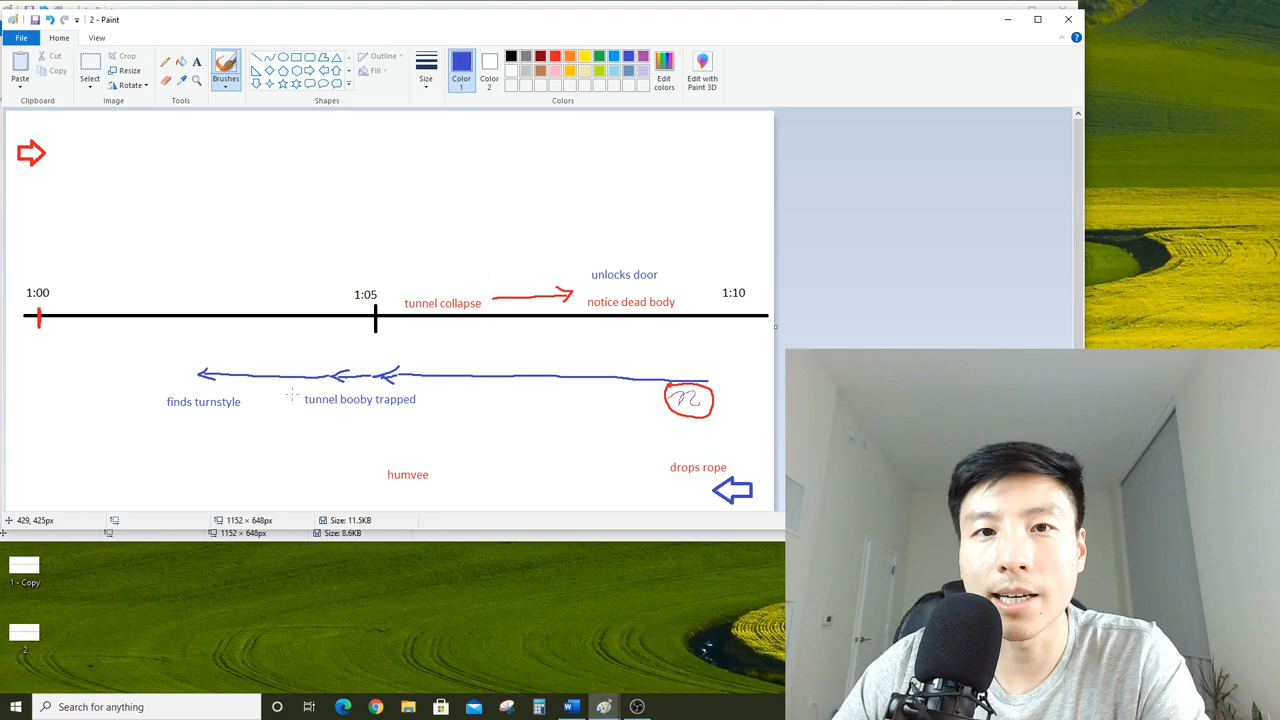 2 - Paint
File Home View
Paste
Cut
Copy
Clipboard
Select
Crop
Resize
Rotate
Image
Tools
Brushes
Shapes
Outline
Fill
Size
Color 1
Color 2
Colors
Edit colors
Edit with Paint 3D
unlocks door
1:00
1:05
tunnel collapse
notice dead body
1:10
finds turnstyle
tunnel booby trapped
n
humvee
drops rope
429, 425px
1152 × 648px
Size: 11.5KB
1152 × 648px
Size: 8.6KB
1 - Copy
2
Search for anything